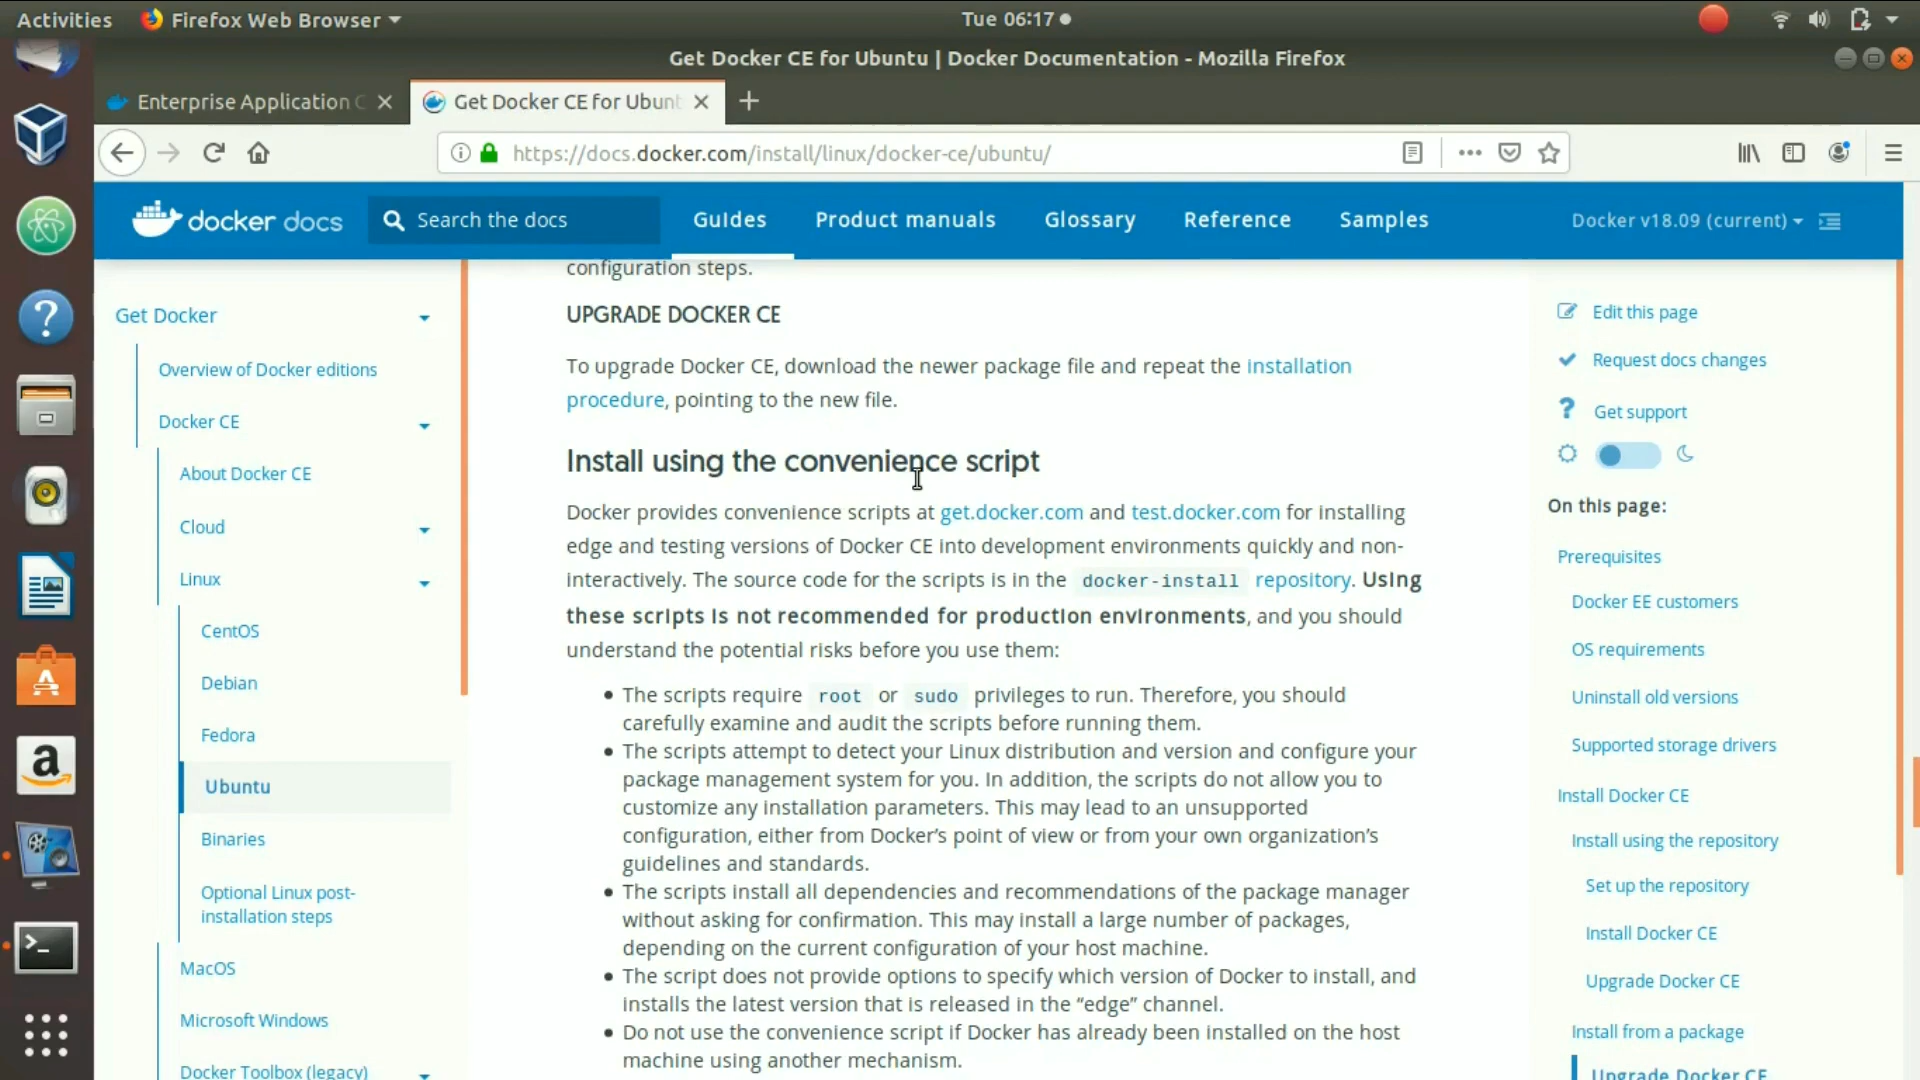 Activities
Firefox Web Browser
Tue 06:17
Get Docker CE for Ubuntu | Docker Documentation - Mozilla Firefox
Enterprise Application C
Get Docker CE for Ubunt
https://docs.docker.com/install/linux/docker-ce/ubuntu/
docker docs
Search the docs
Guides
Product manuals
Glossary
Reference
Samples
Docker v18.09 (current)
Get Docker
Overview of Docker editions
Docker CE
About Docker CE
Cloud
Linux
CentOS
Debian
Fedora
Ubuntu
Binaries
Optional Linux post-
installation steps
MacOS
Microsoft Windows
Docker Toolbox (legacy)
configuration steps.
UPGRADE DOCKER CE
To upgrade Docker CE, download the newer package file and repeat the installation
procedure, pointing to the new file.
Install using the convenience script
Docker provides convenience scripts at get.docker.com and test.docker.com for installing
edge and testing versions of Docker CE into development environments quickly and non-
interactively. The source code for the scripts is in the docker-install repository. Using
these scripts is not recommended for production environments, and you should
understand the potential risks before you use them:
The scripts require root or sudo privileges to run. Therefore, you should
carefully examine and audit the scripts before running them.
The scripts attempt to detect your Linux distribution and version and configure your
package management system for you. In addition, the scripts do not allow you to
customize any installation parameters. This may lead to an unsupported
configuration, either from Docker’s point of view or from your own organization’s
guidelines and standards.
The scripts install all dependencies and recommendations of the package manager
without asking for confirmation. This may install a large number of packages,
depending on the current configuration of your host machine.
The script does not provide options to specify which version of Docker to install, and
installs the latest version that is released in the “edge” channel.
Do not use the convenience script if Docker has already been installed on the host
machine using another mechanism.
Edit this page
Request docs changes
Get support
On this page:
Prerequisites
Docker EE customers
OS requirements
Uninstall old versions
Supported storage drivers
Install Docker CE
Install using the repository
Set up the repository
Install Docker CE
Upgrade Docker CE
Install from a package
Upgrade Docker CE